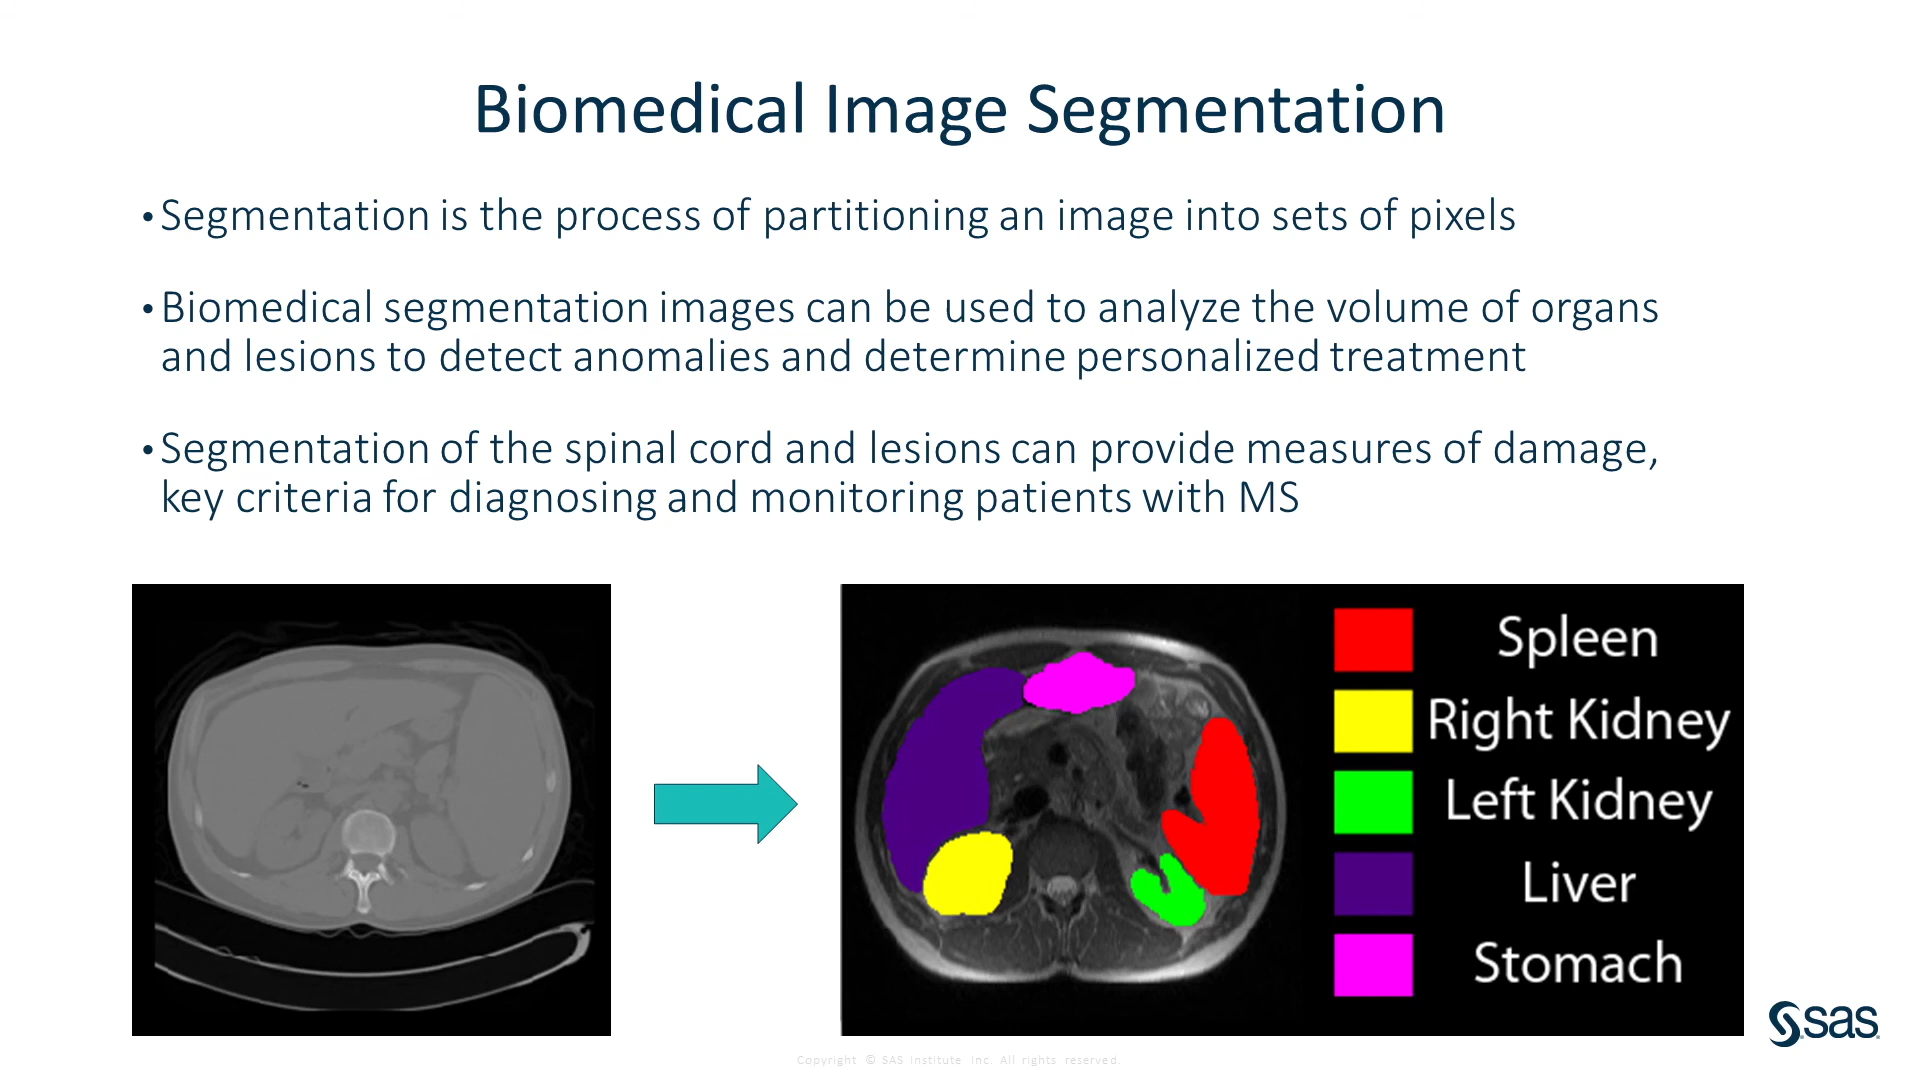 Biomedical Image Segmentation
• Segmentation is the process of partitioning an image into sets of pixels
• Biomedical segmentation images can be used to analyze the volume of organs
and lesions to detect anomalies and determine personalized treatment
• Segmentation of the spinal cord and lesions can provide measures of damage,
key criteria for diagnosing and monitoring patients with MS
Spleen
Right Kidney
Left Kidney
Liver
Stomach
sas
Copyright © SAS Institute Inc. All rights reserved.